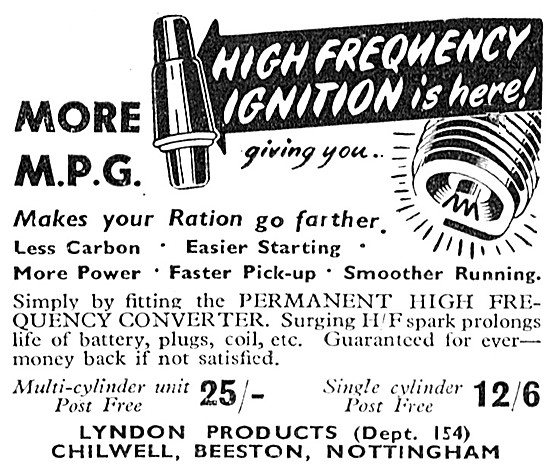 HIGH FREQUENCY
IGNITION is here!
MORE
M.P.G.
giving you..
Makes your Ration go farther.
Less Carbon · Easier Starting ·
More Power · Faster Pick-up · Smoother Running.
Simply by fitting the PERMANENT HIGH FRE-
QUENCY CONVERTER. Surging H/F spark prolongs
life of battery, plugs, coil, etc. Guaranteed for ever—
money back if not satisfied.
Multi-cylinder unit 25/- Single cylinder 12/6
Post Free Post Free
LYNDON PRODUCTS (Dept. 154)
CHILWELL, BEESTON, NOTTINGHAM